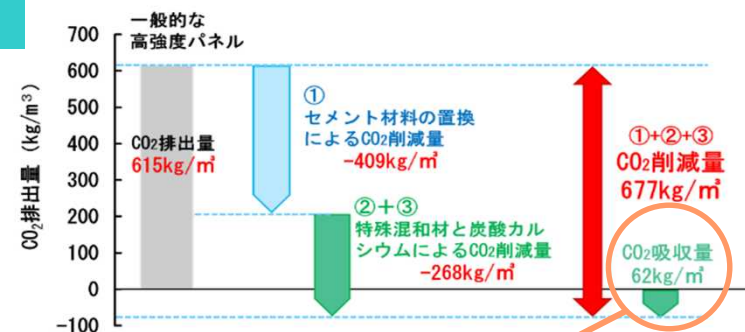 一般的な
高強度パネル
CO₂排出量 (kg/m³)
700
600
500
400
300
200
100
0
-100
CO₂排出量
615kg/㎥
①
セメント材料の置換
によるCO₂削減量
-409kg/㎥
②+③
特殊混和材と炭酸カル
シウムによるCO₂削減量
-268kg/㎥
①+②+③
CO₂削減量
677kg/㎥
CO₂吸収量
62kg/㎥